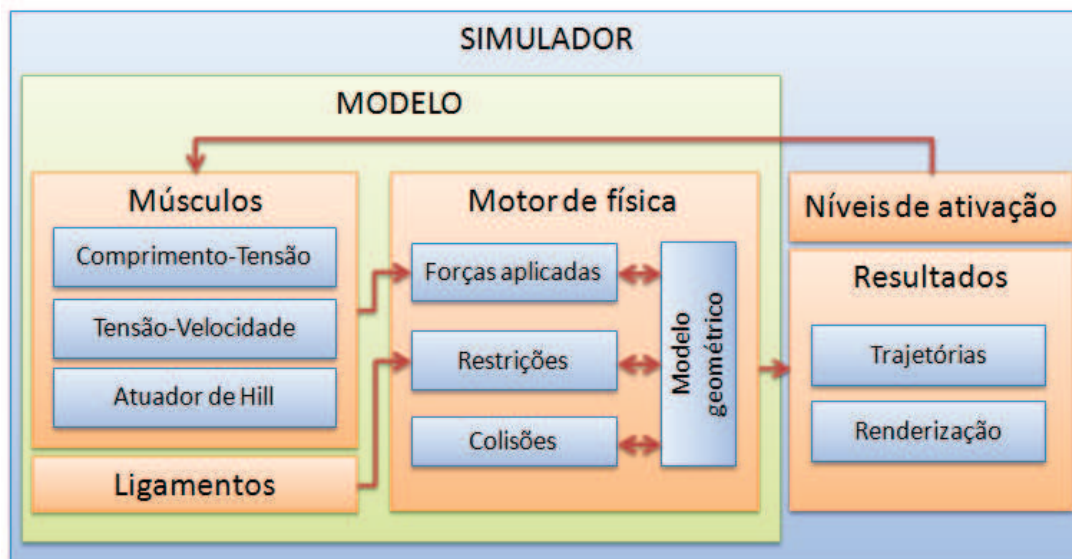 SIMULADOR
MODELO
Músculos
Comprimento-Tensão
Tensão-Velocidade
Atuador de Hill
Ligamentos
Motor de física
Forças aplicadas
Restrições
Colisões
Modelo
geométrico
Níveis de ativação
Resultados
Trajetórias
Renderização